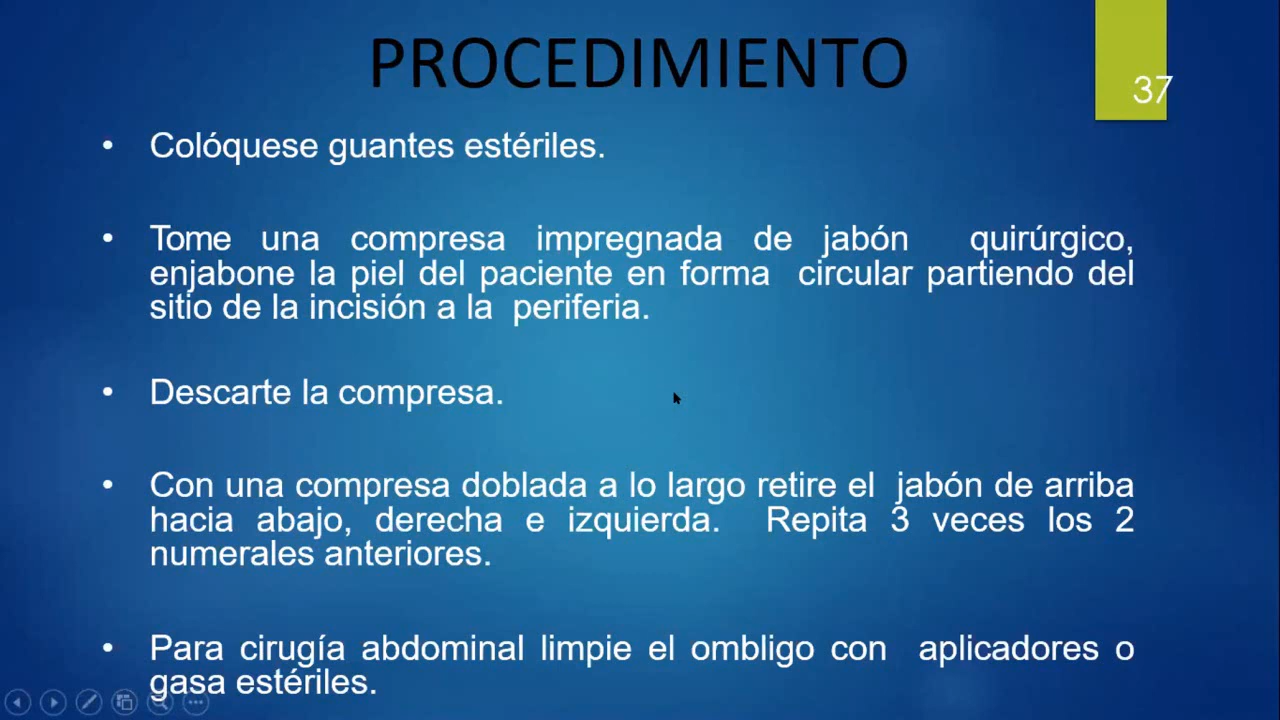 PROCEDIMIENTO
37
• Colóquese guantes estériles.
• Tome una compresa impregnada de jabón quirúrgico,
enjabone la piel del paciente en forma circular partiendo del
sitio de la incisión a la periferia.
• Descarte la compresa.
• Con una compresa doblada a lo largo retire el jabón de arriba
hacia abajo, derecha e izquierda. Repita 3 veces los 2
numerales anteriores.
• Para cirugía abdominal limpie el ombligo con aplicadores o
gasa estériles.